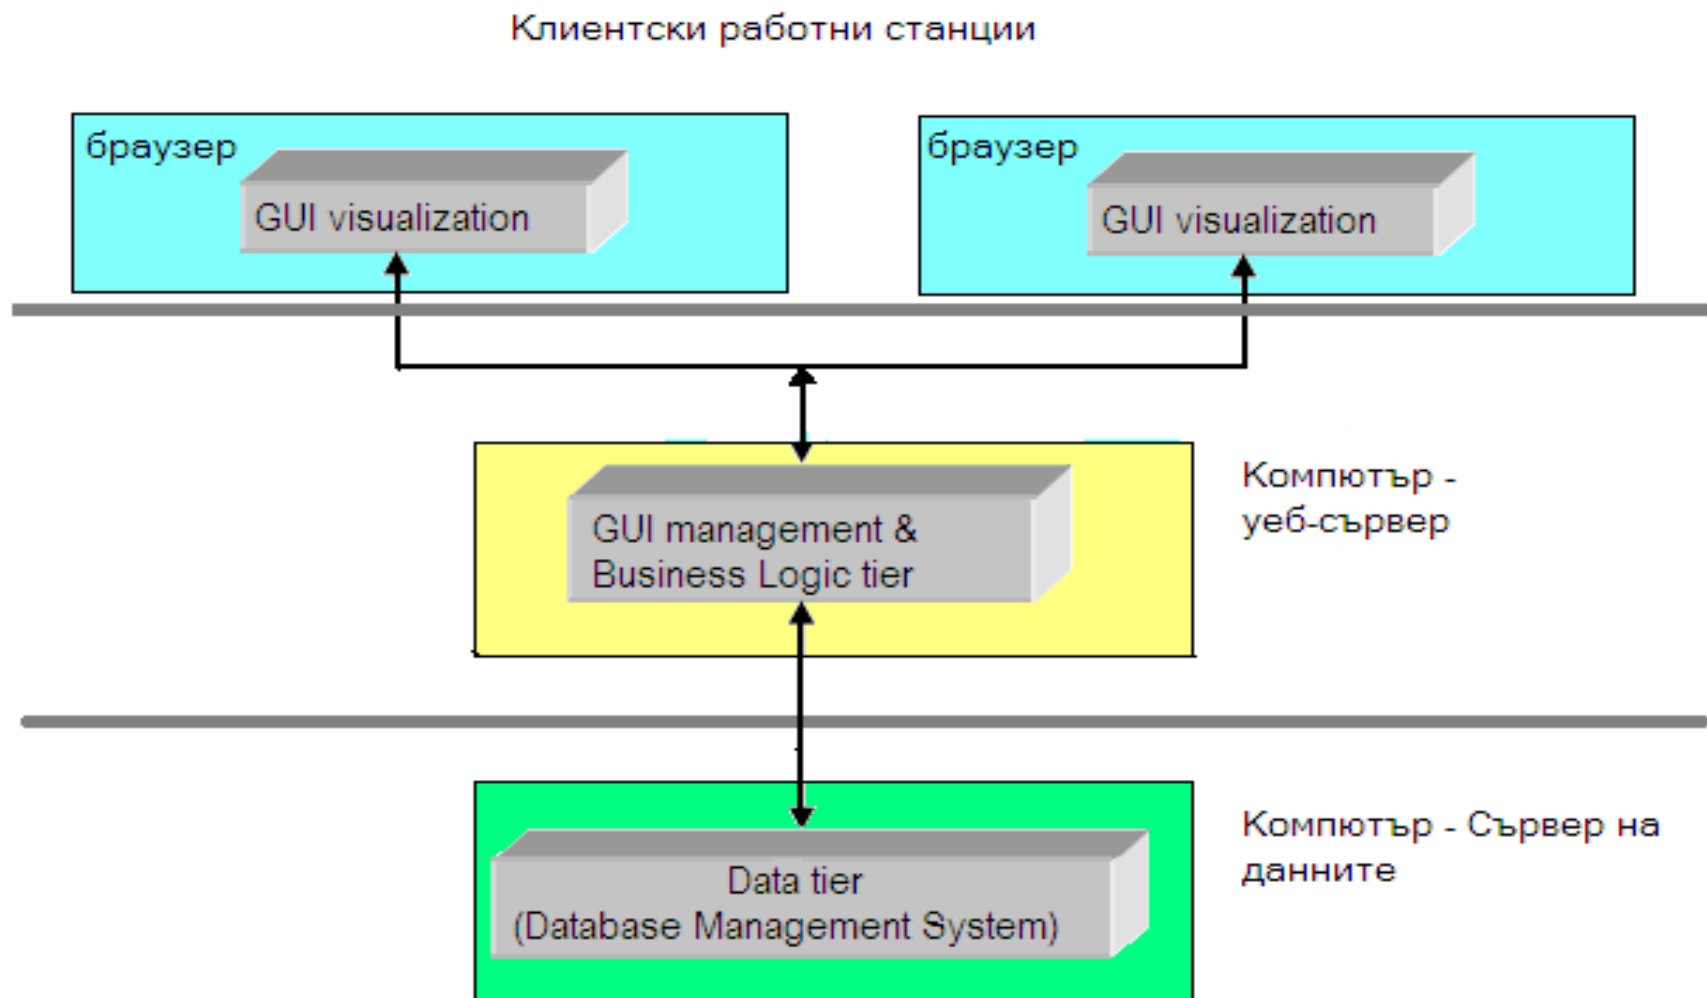 Клиентски работни станции
браузер
GUI visualization
браузер
GUI visualization
GUI management &
Business Logic tier
Компютър -
уеб-сървер
Data tier
(Database Management System)
Компютър - Сървер на
данните